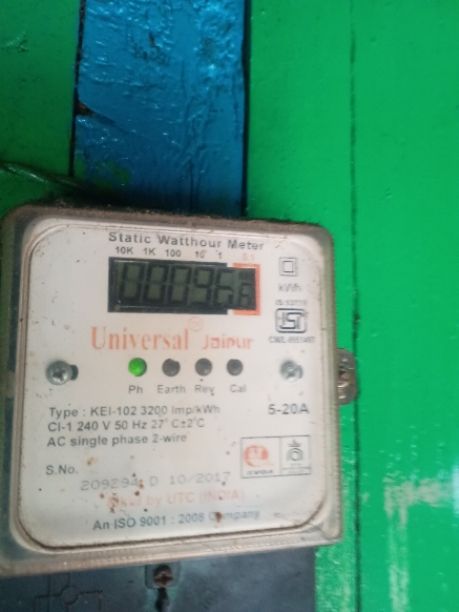 Static Watthour Meter
10K 1K 100 10 1 0.1
kWh
Universal Jaipur
Ph Earth Rev Cal
Type : KEI-102 3200 Imp/kWh
5-20A
Cl-1 240 V 50 Hz 27°C±2°C
AC single phase 2-wire
S.No.
D 10/2017
by UTC (INDIA)
An ISO 9001 : 2008 Company